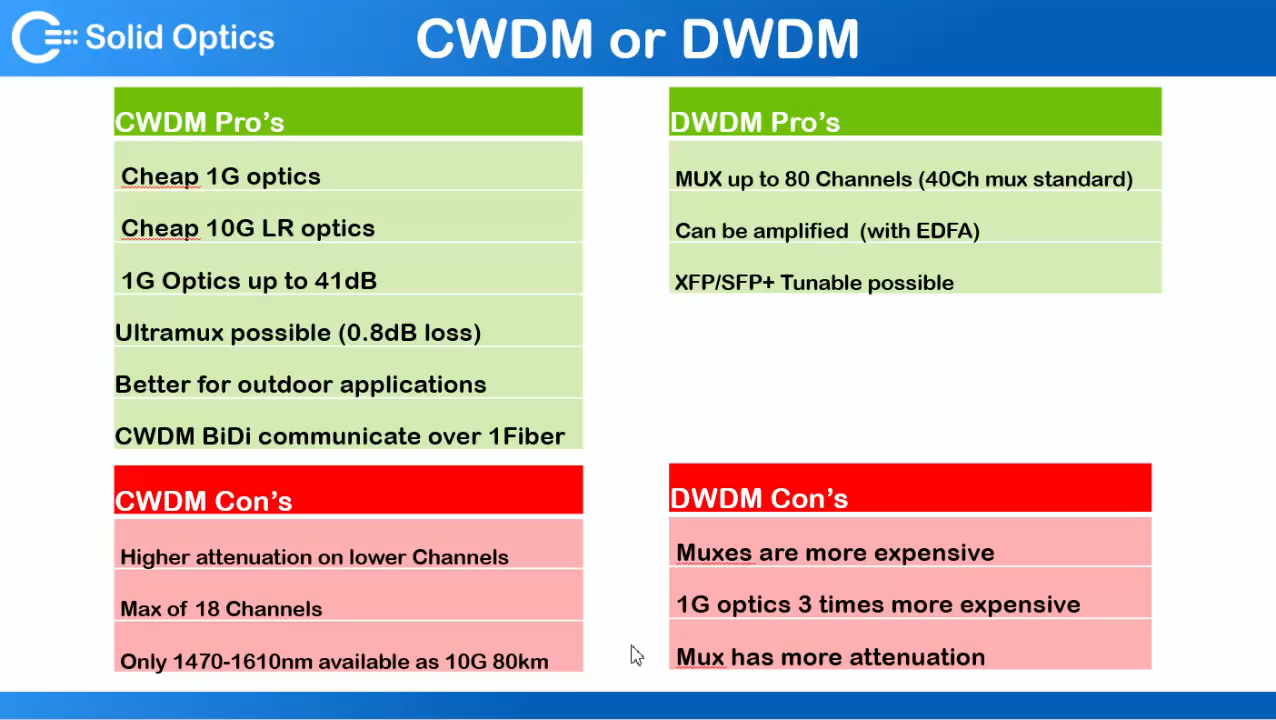 Solid Optics
CWDM or DWDM
CWDM Pro's
Cheap 1G optics
Cheap 10G LR optics
1G Optics up to 41dB
Ultramux possible (0.8dB loss)
Better for outdoor applications
CWDM BiDi communicate over 1Fiber
DWDM Pro's
MUX up to 80 Channels (40Ch mux standard)
Can be amplified (with EDFA)
XFP/SFP+ Tunable possible
CWDM Con's
Higher attenuation on lower Channels
Max of 18 Channels
Only 1470-1610nm available as 10G 80km
DWDM Con's
Muxes are more expensive
1G optics 3 times more expensive
Mux has more attenuation